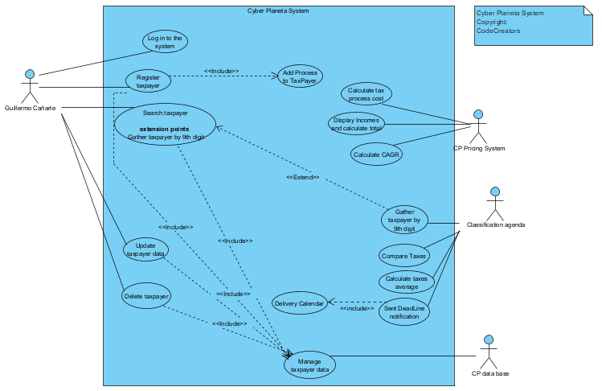 Cyber Planeta System
Cyber Planeta System
Copyright:
CodeCreators
Log in to the
system
Register
taxpayer
<<Include>>
Add Process
to TaxPayer
Guillermo Cañarte
Search taxpayer
extension points
Gather taxpayer by 9th digit
Calculate tax
process cost
Display Incomes
and calculate total
Calculate CAGR
CP Pricing System
<<Extend>>
Gather
taxpayer by
9th digit
Classification agenda
<<Include>>
<<Include>>
Update
taxpayer data
Compare Taxes
Calculate taxes
average
Delete taxpayer
<<Include>>
Delivery Calendar
<<include>>
Sent DeadLine
notification
<<Include>>
Manage
taxpayer data
CP data base